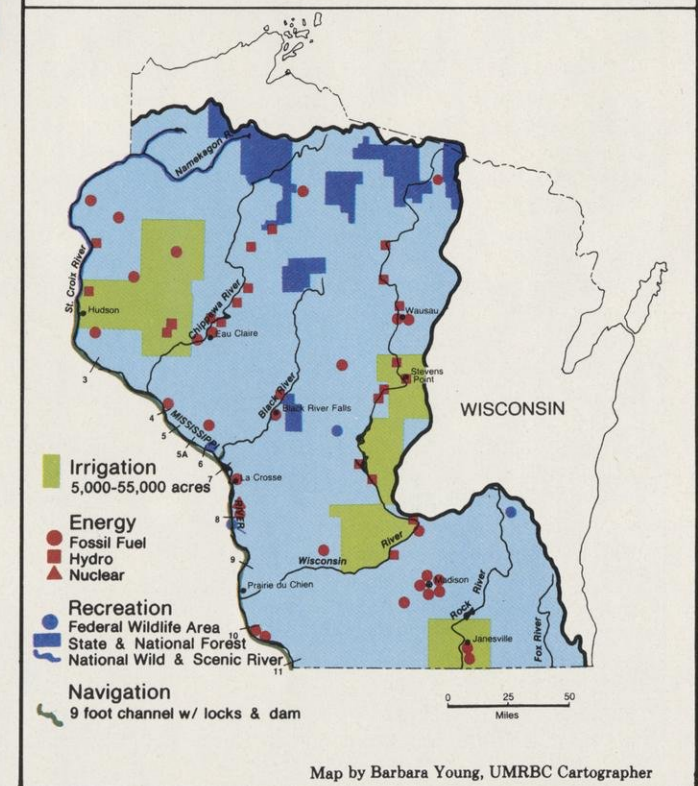 Namekagon R.
St. Croix River
Hudson
Chippewa River
Eau Claire
Wausau
Stevens
Point
WISCONSIN
3
4
5
5A
6
7
8
9
10
11
MISSISSIPPI
RIVER
Black River
Black River Falls
La Crosse
Prairie du Chien
Wisconsin
River
Madison
Rock River
Janesville
Fox River
Irrigation
5,000-55,000 acres
Energy
Fossil Fuel
Hydro
Nuclear
Recreation
Federal Wildlife Area
State & National Forest
National Wild & Scenic River
Navigation
9 foot channel w/ locks & dam
0 25 50
Miles
Map by Barbara Young, UMRBC Cartographer